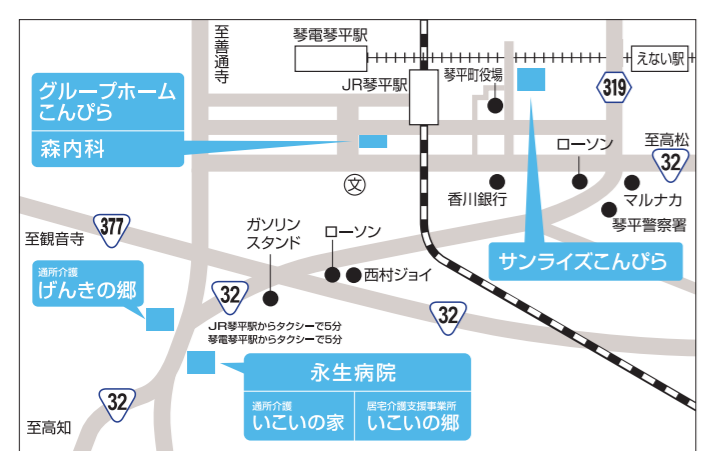 至善通寺
琴電琴平駅
えない駅
JR琴平駅
琴平町役場
319
グループホーム
こんぴら
森内科
ローソン
至高松
32
文
香川銀行
マルナカ
琴平警察署
377
至観音寺
ガソリン
スタンド
ローソン
サンライズこんぴら
通所介護
げんきの郷
32
西村ジョイ
32
JR琴平駅からタクシーで5分
琴電琴平駅からタクシーで5分
永生病院
通所介護
いこいの家
居宅介護支援事業所
いこいの郷
32
至高知